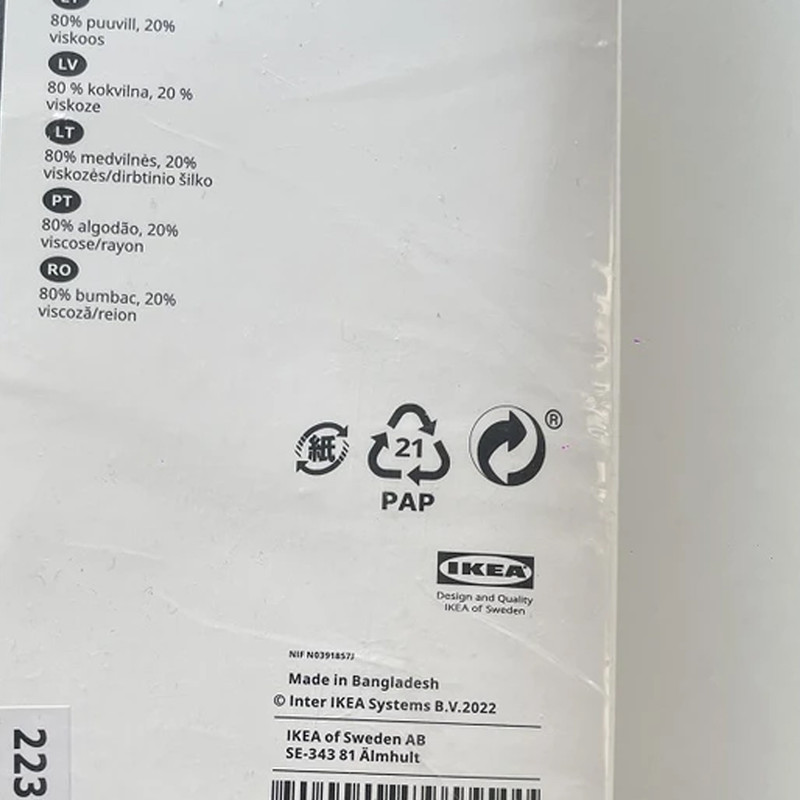 80% puuvill, 20%
viskoos
LV
80 % kokvilna, 20 %
viskoze
LT
80% medvilnės, 20%
viskozės/dirbtinio šilko
PT
80% algodão, 20%
viscose/rayon
RO
80% bumbac, 20%
viscoză/reion
紙
21
PAP
®
IKEA
Design and Quality
IKEA of Sweden
NIF N0391857J
Made in Bangladesh
© Inter IKEA Systems B.V.2022
IKEA of Sweden AB
SE-343 81 Älmhult
223